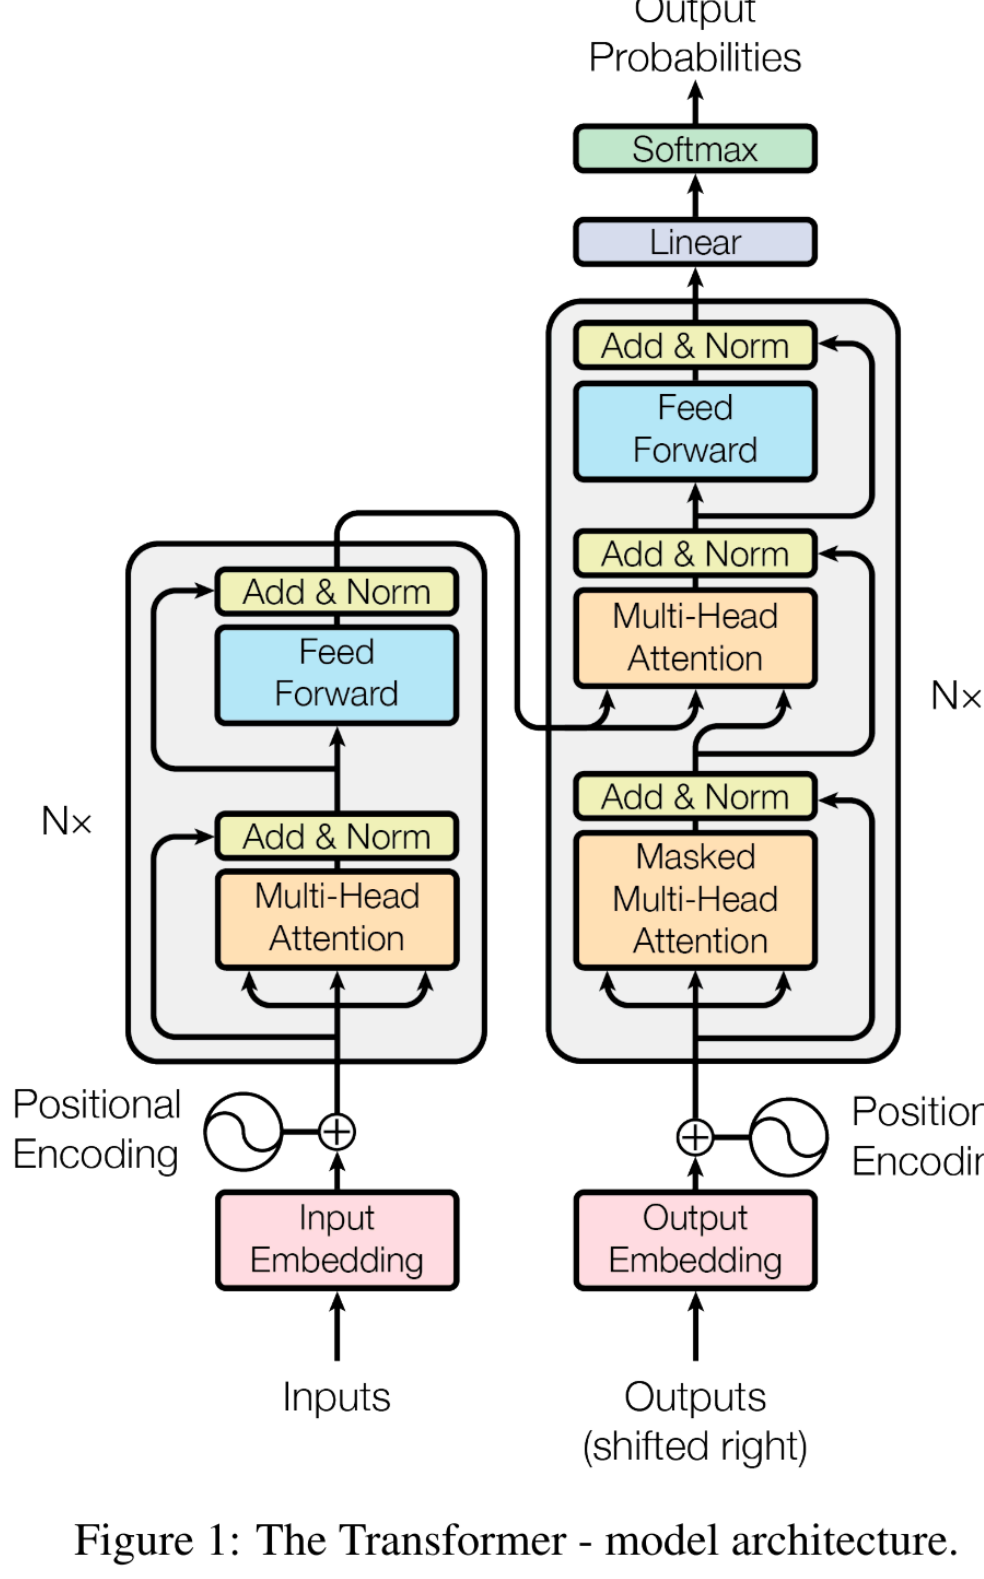 Output
Probabilities
Softmax
Linear
Add & Norm
Feed
Forward
Add & Norm
Multi-Head
Attention
Nx
Add & Norm
Masked
Multi-Head
Attention
Add & Norm
Feed
Forward
Nx
Add & Norm
Multi-Head
Attention
Positional
Encoding
Position
Encodin
Input
Embedding
Output
Embedding
Inputs
Outputs
(shifted right)
Figure 1: The Transformer - model architecture.